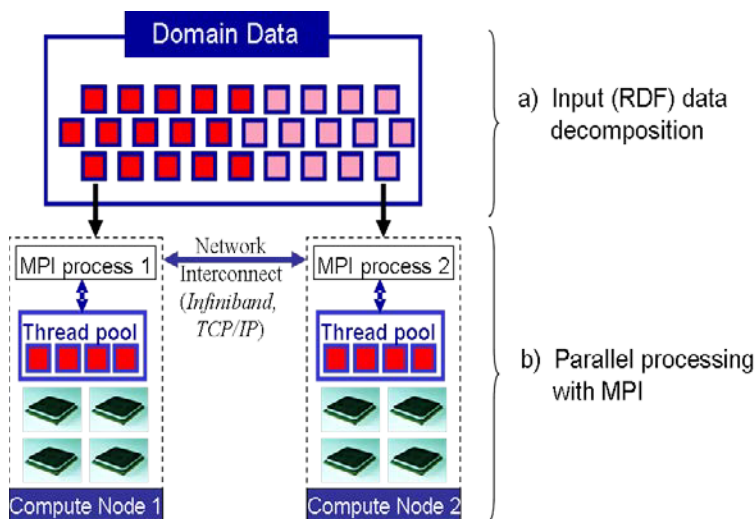 Domain Data
a) Input (RDF) data
decomposition
MPI process 1
Network
Interconnect
(Infiniband,
TCP/IP)
MPI process 2
Thread pool
Thread pool
b) Parallel processing
with MPI
Compute Node 1
Compute Node 2